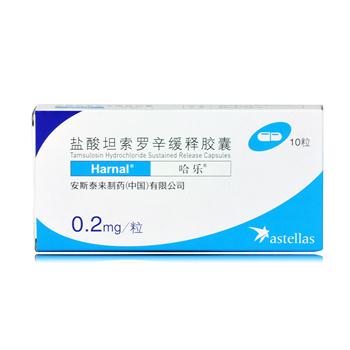 盐酸坦索罗辛缓释胶囊
Tamsulosin Hydrochloride Sustained Release Capsules
Harnal® 哈乐®
10粒
安斯泰来制药(中国)有限公司
0.2mg/粒
astellas